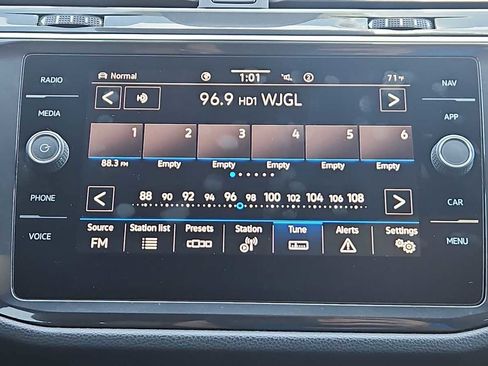 RADIO
MEDIA
PHONE
VOICE
Normal
1:01
2
71°F
96.9 HD1 WJGL
1 2 3 4 5 6
88.3 FM Empty Empty Empty Empty Empty
88 90 92 94 96 98 100 102 104 106 108
Source Station list Presets Station Tune Alerts Settings
FM
NAV
APP
CAR
MENU